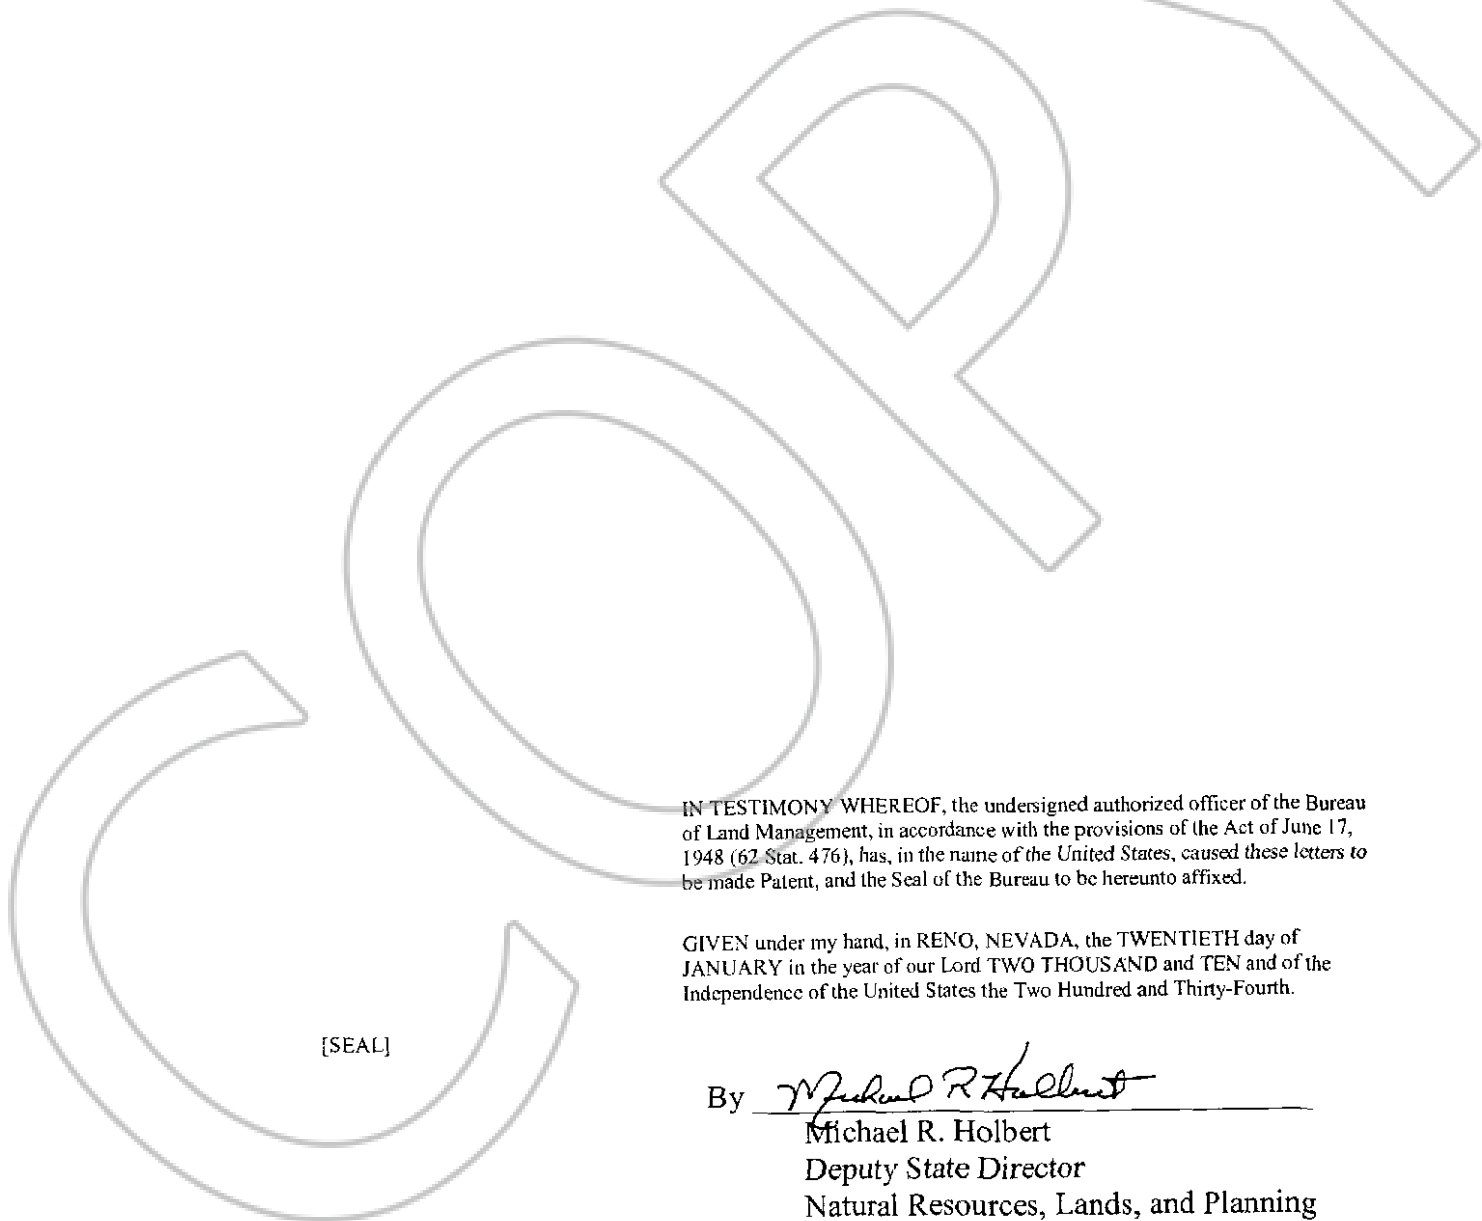 COPY
IN TESTIMONY WHEREOF, the undersigned authorized officer of the Bureau
of Land Management, in accordance with the provisions of the Act of June 17,
1948 (62 Stat. 476), has, in the name of the United States, caused these letters to
be made Patent, and the Seal of the Bureau to be hereunto affixed.
GIVEN under my hand, in RENO, NEVADA, the TWENTIETH day of
JANUARY in the year of our Lord TWO THOUSAND and TEN and of the
Independence of the United States the Two Hundred and Thirty-Fourth.
[SEAL]
By Michael R Holbert
Michael R. Holbert
Deputy State Director
Natural Resources, Lands, and Planning